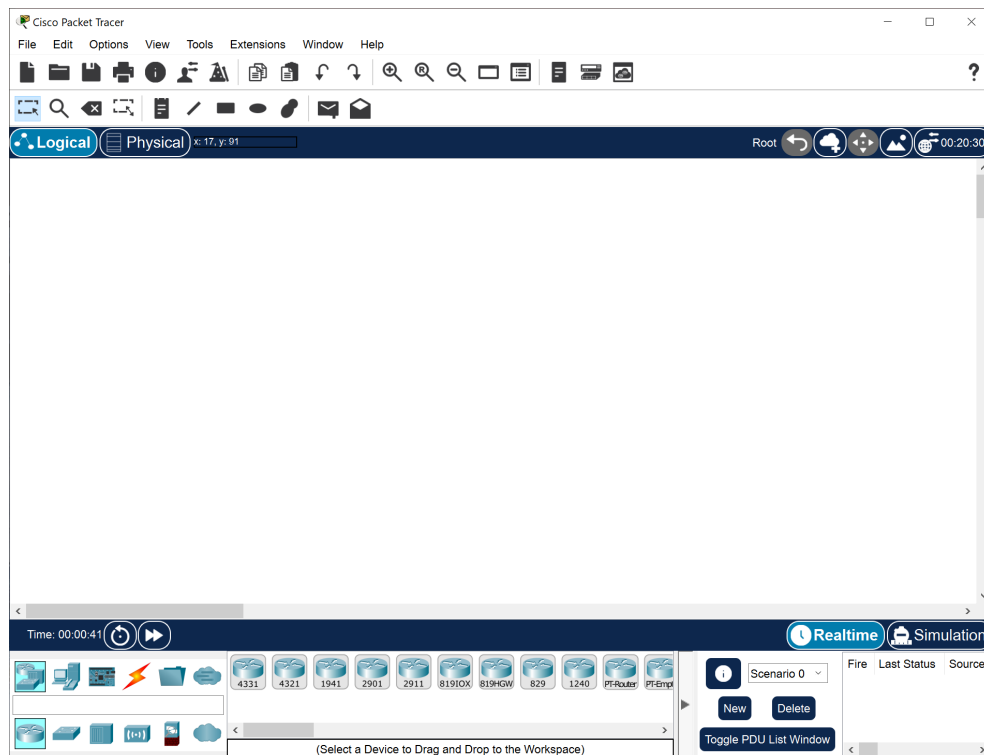 Cisco Packet Tracer
File Edit Options View Tools Extensions Window Help
Logical Physical x: 17, y: 91 Root 00:20:30
Time: 00:00:41 Realtime Simulation
4331 4321 1941 2901 2911 819IOX 819HGW 829 1240 PT-Router PT-Empt
Scenario 0
Fire Last Status Source
New Delete
Toggle PDU List Window
(Select a Device to Drag and Drop to the Workspace)